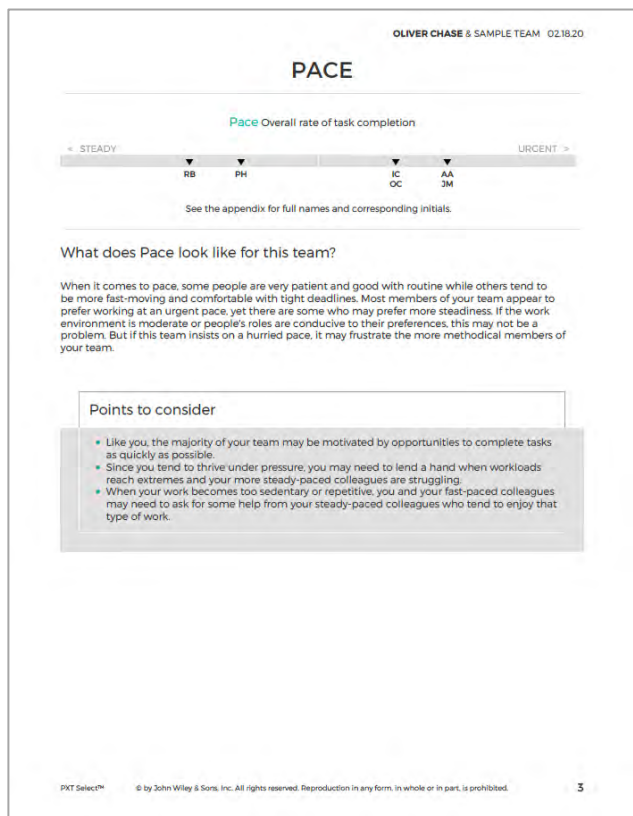 OLIVER CHASE & SAMPLE TEAM 02.18.20
PACE
Pace Overall rate of task completion
< STEADY URGENT >
RB PH IC AA
OC JM
See the appendix for full names and corresponding initials.
What does Pace look like for this team?
When it comes to pace, some people are very patient and good with routine while others tend to
be more fast-moving and comfortable with tight deadlines. Most members of your team appear to
prefer working at an urgent pace, yet there are some who may prefer more steadiness. If the work
environment is moderate or people's roles are conducive to their preferences, this may not be a
problem. But if this team insists on a hurried pace, it may frustrate the more methodical members of
your team.
Points to consider
• Like you, the majority of your team may be motivated by opportunities to complete tasks
as quickly as possible.
• Since you tend to thrive under pressure, you may need to lend a hand when workloads
reach extremes and your more steady-paced colleagues are struggling.
• When your work becomes too sedentary or repetitive, you and your fast-paced colleagues
may need to ask for some help from your steady-paced colleagues who tend to enjoy that
type of work.
PXT Select™ © by John Wiley & Sons, Inc. All rights reserved. Reproduction in any form, in whole or in part, is prohibited. 3